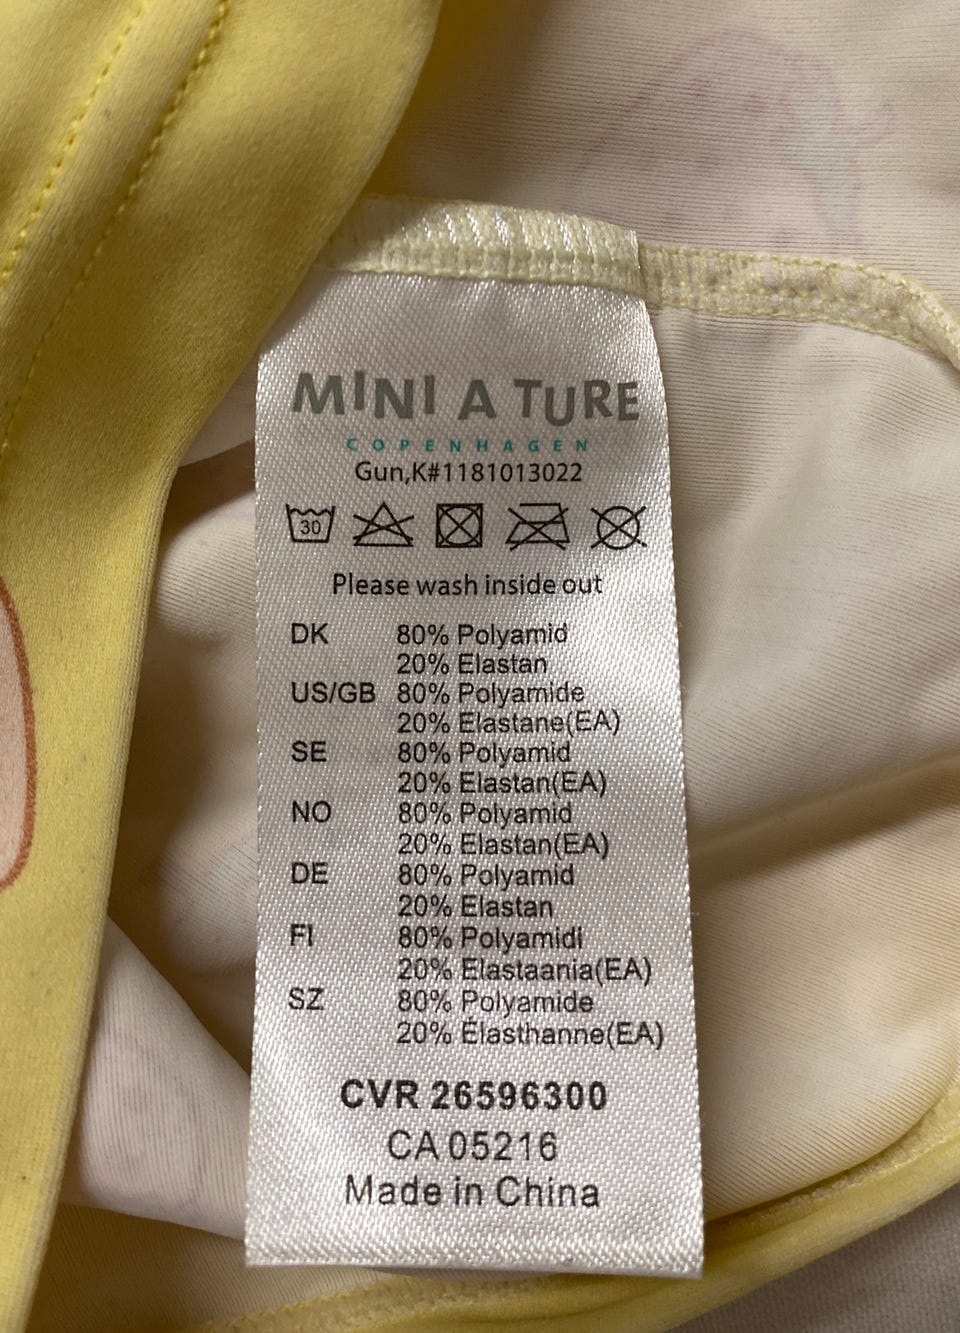 MINI A TURE
COPENHAGEN
Gun,K#1181013022
30
Please wash inside out
DK 80% Polyamid
20% Elastan
US/GB 80% Polyamide
20% Elastane(EA)
SE 80% Polyamid
20% Elastan(EA)
NO 80% Polyamid
20% Elastan(EA)
DE 80% Polyamid
20% Elastan
FI 80% Polyamidi
20% Elastaania(EA)
SZ 80% Polyamide
20% Élasthanne(EA)
CVR 26596300
CA 05216
Made in China